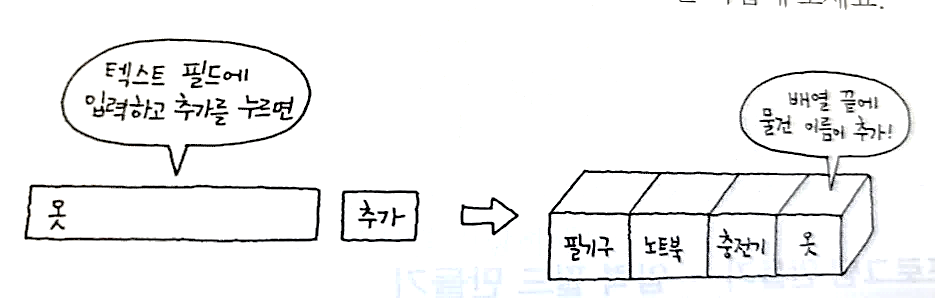 텍스트 필드에
입력하고 추가를 누르면
배열 끝에
물건 이름이 추가!
옷
추가
필기구
노트북
충전기
옷